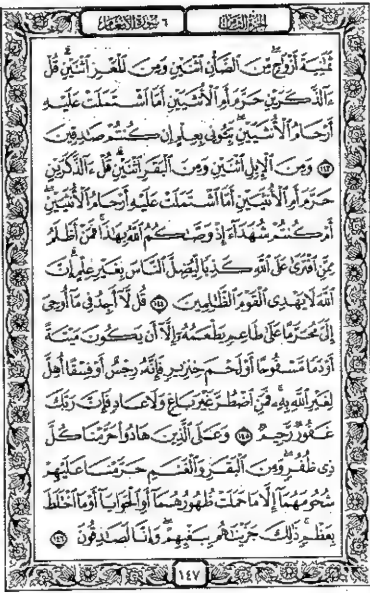 الجزء الثامن ٦ سورة الأنعام
ثَمَٰنِيَةَ أَزْوَٰجٍ مِّنَ ٱلضَّأْنِ ٱثْنَيْنِ وَمِنَ ٱلْمَعْزِ ٱثْنَيْنِ قُلْ
ءَآلذَّكَرَيْنِ حَرَّمَ أَمِ ٱلْأُنثَيَيْنِ أَمَّا ٱشْتَمَلَتْ عَلَيْهِ
أَرْحَامُ ٱلْأُنثَيَيْنِ نَبِّـُٔونِى بِعِلْمٍ إِن كُنتُمْ صَٰدِقِينَ
١٤٣ وَمِنَ ٱلْإِبِلِ ٱثْنَيْنِ وَمِنَ ٱلْبَقَرِ ٱثْنَيْنِ قُلْ ءَآلذَّكَرَيْنِ
حَرَّمَ أَمِ ٱلْأُنثَيَيْنِ أَمَّا ٱشْتَمَلَتْ عَلَيْهِ أَرْحَامُ ٱلْأُنثَيَيْنِ
أَمْ كُنتُمْ شُهَدَآءَ إِذْ وَصَّىٰكُمُ ٱللَّهُ بِهَٰذَا فَمَنْ أَظْلَمُ
مِمَّنِ ٱفْتَرَىٰ عَلَى ٱللَّهِ كَذِبًا لِّيُضِلَّ ٱلنَّاسَ بِغَيْرِ عِلْمٍ إِنَّ
ٱللَّهَ لَا يَهْدِى ٱلْقَوْمَ ٱلظَّٰلِمِينَ ١٤٤ قُل لَّآ أَجِدُ فِى مَآ أُوحِىَ
إِلَىَّ مُحَرَّمًا عَلَىٰ طَاعِمٍ يَطْعَمُهُۥٓ إِلَّآ أَن يَكُونَ مَيْتَةً
أَوْ دَمًا مَّسْفُوحًا أَوْ لَحْمَ خِنزِيرٍ فَإِنَّهُۥ رِجْسٌ أَوْ فِسْقًا أُهِلَّ
لِغَيْرِ ٱللَّهِ بِهِۦ فَمَنِ ٱضْطُرَّ غَيْرَ بَاغٍ وَلَا عَادٍ فَإِنَّ رَبَّكَ
غَفُورٌ رَّحِيمٌ ١٤٥ وَعَلَى ٱلَّذِينَ هَادُوا۟ حَرَّمْنَا كُلَّ
ذِى ظُفُرٍ وَمِنَ ٱلْبَقَرِ وَٱلْغَنَمِ حَرَّمْنَا عَلَيْهِمْ
شُحُومَهُمَآ إِلَّا مَا حَمَلَتْ ظُهُورُهُمَآ أَوِ ٱلْحَوَايَآ أَوْ مَا ٱخْتَلَطَ
بِعَظْمٍ ذَٰلِكَ جَزَيْنَٰهُم بِبَغْيِهِمْ وَإِنَّا لَصَٰدِقُونَ ١٤٦
١٤٧